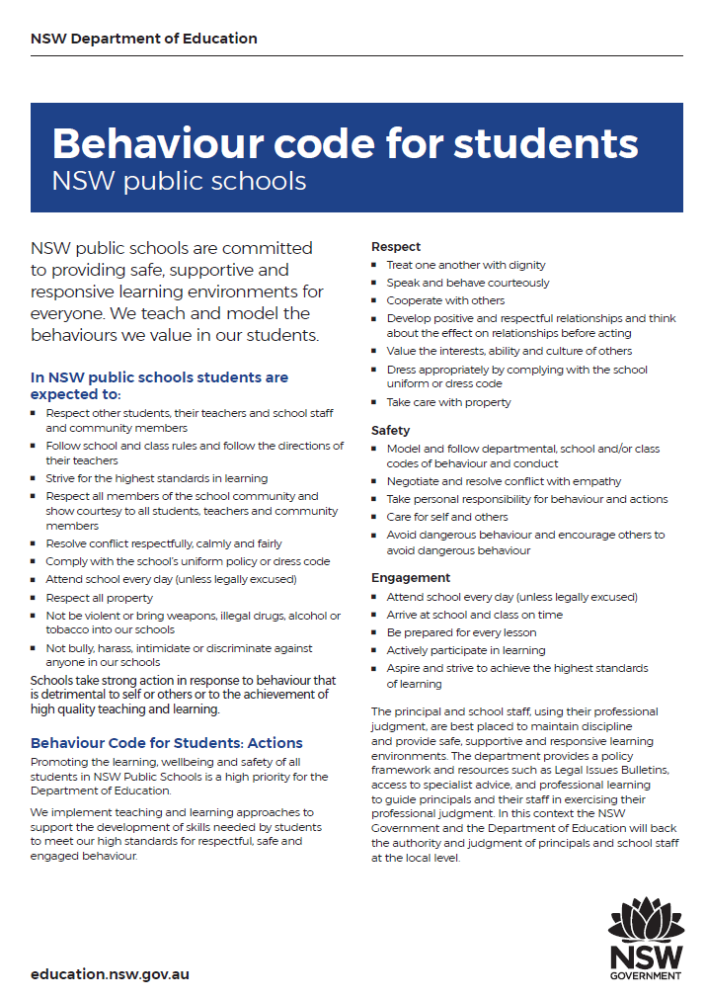 NSW Department of Education
Behaviour code for students
NSW public schools
NSW public schools are committed
to providing safe, supportive and
responsive learning environments for
everyone. We teach and model the
behaviours we value in our students.
In NSW public schools students are
expected to:
▪ Respect other students, their teachers and school staff
and community members
▪ Follow school and class rules and follow the directions of
their teachers
▪ Strive for the highest standards in learning
▪ Respect all members of the school community and
show courtesy to all students, teachers and community
members
▪ Resolve conflict respectfully, calmly and fairly
▪ Comply with the school's uniform policy or dress code
▪ Attend school every day (unless legally excused)
▪ Respect all property
▪ Not be violent or bring weapons, illegal drugs, alcohol or
tobacco into our schools
▪ Not bully, harass, intimidate or discriminate against
anyone in our schools
Schools take strong action in response to behaviour that
is detrimental to self or others or to the achievement of
high quality teaching and learning.
Behaviour Code for Students: Actions
Promoting the learning, wellbeing and safety of all
students in NSW Public Schools is a high priority for the
Department of Education.
We implement teaching and learning approaches to
support the development of skills needed by students
to meet our high standards for respectful, safe and
engaged behaviour.
Respect
▪ Treat one another with dignity
▪ Speak and behave courteously
▪ Cooperate with others
▪ Develop positive and respectful relationships and think
about the effect on relationships before acting
▪ Value the interests, ability and culture of others
▪ Dress appropriately by complying with the school
uniform or dress code
▪ Take care with property
Safety
▪ Model and follow departmental, school and/or class
codes of behaviour and conduct
▪ Negotiate and resolve conflict with empathy
▪ Take personal responsibility for behaviour and actions
▪ Care for self and others
▪ Avoid dangerous behaviour and encourage others to
avoid dangerous behaviour
Engagement
▪ Attend school every day (unless legally excused)
▪ Arrive at school and class on time
▪ Be prepared for every lesson
▪ Actively participate in learning
▪ Aspire and strive to achieve the highest standards
of learning
The principal and school staff, using their professional
judgment, are best placed to maintain discipline
and provide safe, supportive and responsive learning
environments. The department provides a policy
framework and resources such as Legal Issues Bulletins,
access to specialist advice, and professional learning
to guide principals and their staff in exercising their
professional judgment. In this context the NSW
Government and the Department of Education will back
the authority and judgment of principals and school staff
at the local level.
education.nsw.gov.au
NSW
GOVERNMENT